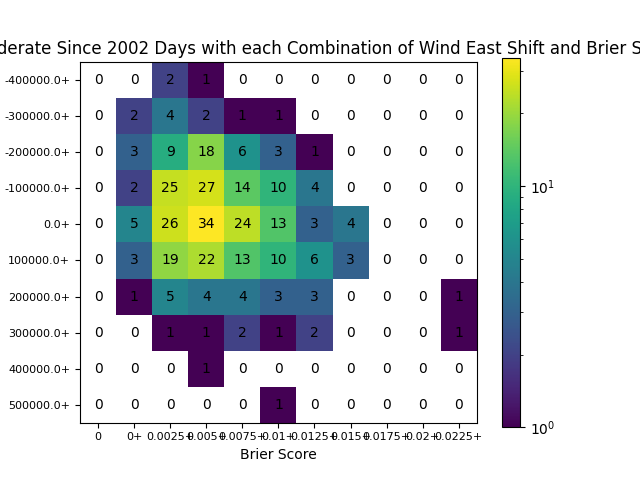 derate Since 2002 Days with each Combination of Wind East Shift and Brier S
-400000.0+ 0 0 2 1 0 0 0 0 0 0 0
-300000.0+ 0 2 4 2 1 1 0 0 0 0 0
-200000.0+ 0 3 9 18 6 3 1 0 0 0 0
-100000.0+ 0 2 25 27 14 10 4 0 0 0 0
0.0+ 0 5 26 34 24 13 3 4 0 0 0
100000.0+ 0 3 19 22 13 10 6 3 0 0 0
200000.0+ 0 1 5 4 4 3 3 0 0 0 1
300000.0+ 0 0 1 1 2 1 2 0 0 0 1
400000.0+ 0 0 0 1 0 0 0 0 0 0 0
500000.0+ 0 0 0 0 0 1 0 0 0 0 0
0 0+ 0.0025+ 0.005+ 0.0075+ 0.01+ 0.0125+ 0.015+ 0.0175+ 0.02+ 0.0225+
Brier Score
10¹
10⁰